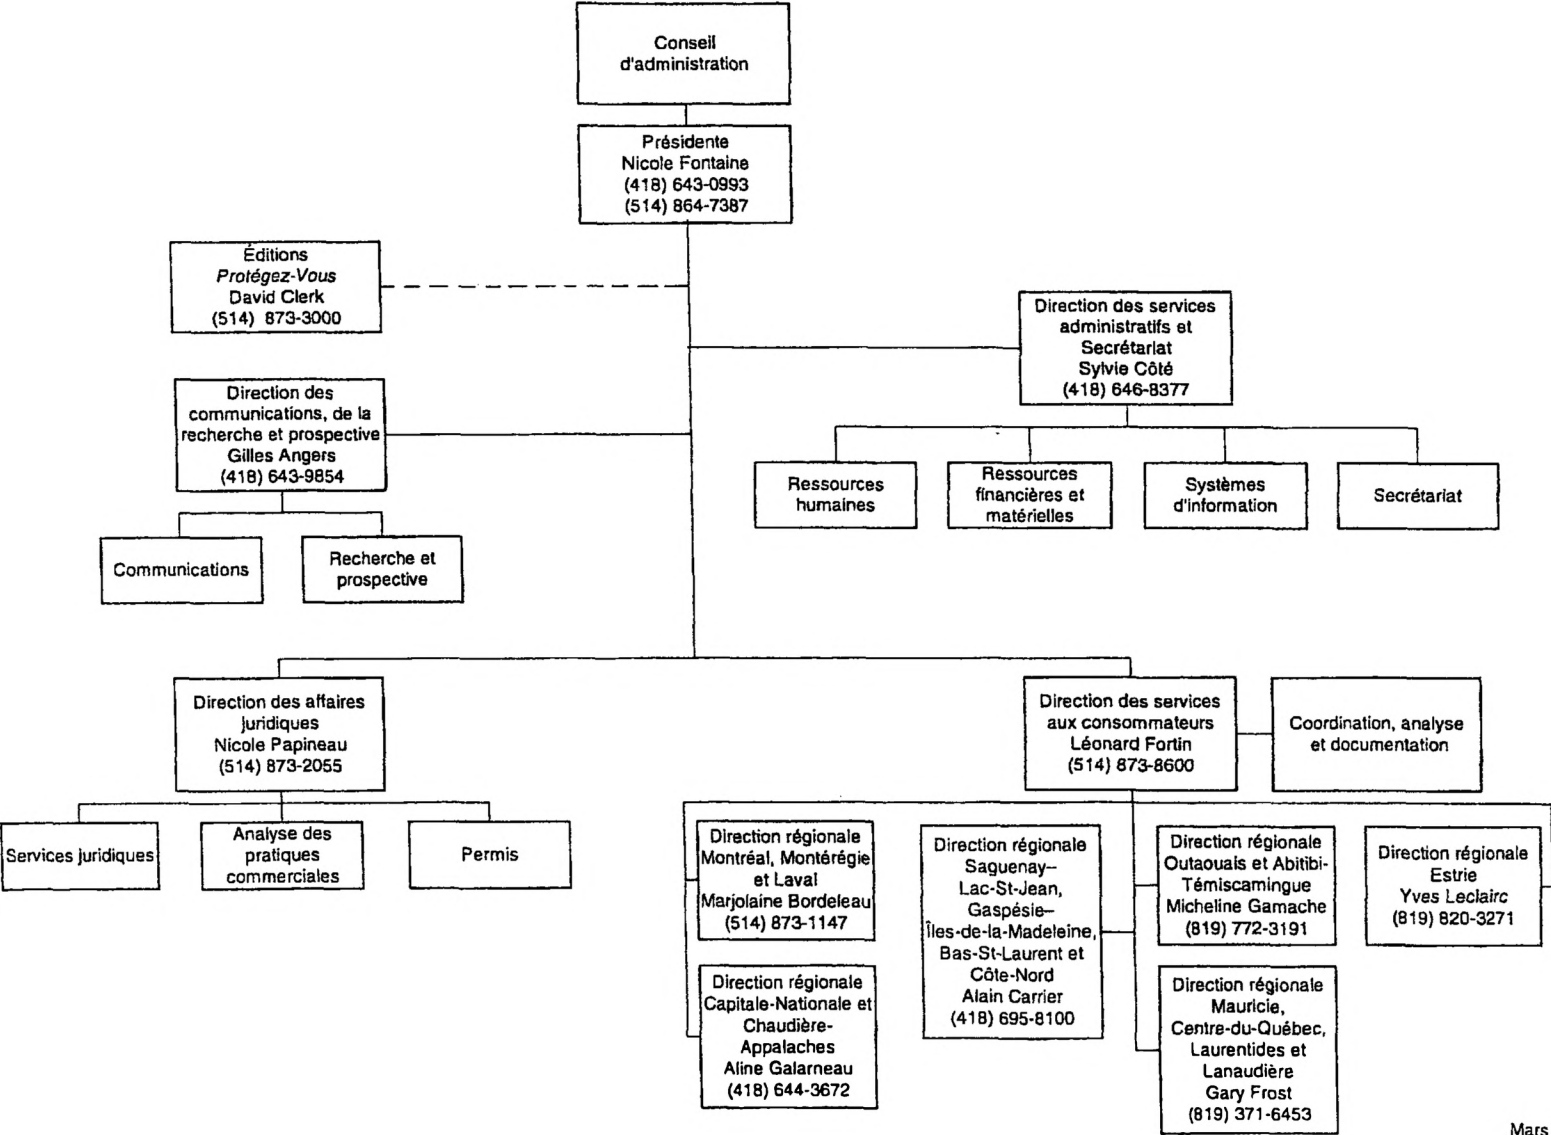 Conseil
d'administration
Présidente
Nicole Fontaine
(418) 643-0993
(514) 864-7387
Éditions
Protégez-Vous
David Clerk
(514) 873-3000
Direction des services
administratifs et
Secrétariat
Sylvie Côté
(418) 646-8377
Direction des
communications, de la
recherche et prospective
Gilles Angers
(418) 643-9854
Ressources
humaines
Ressources
financières et
matérielles
Systèmes
d'information
Secrétariat
Communications
Recherche et
prospective
Direction des affaires
juridiques
Nicole Papineau
(514) 873-2055
Direction des services
aux consommateurs
Léonard Fortin
(514) 873-8600
Coordination, analyse
et documentation
Services juridiques
Analyse des
pratiques
commerciales
Permis
Direction régionale
Montréal, Montérégie
et Laval
Marjolaine Bordeleau
(514) 873-1147
Direction régionale
Saguenay–
Lac-St-Jean,
Gaspésie–
Îles-de-la-Madeleine,
Bas-St-Laurent et
Côte-Nord
Alain Carrier
(418) 695-8100
Direction régionale
Outaouais et Abitibi-
Témiscamingue
Micheline Gamache
(819) 772-3191
Direction régionale
Estrie
Yves Leclairc
(819) 820-3271
Direction régionale
Capitale-Nationale et
Chaudière-
Appalaches
Aline Galarneau
(418) 644-3672
Direction régionale
Mauricie,
Centre-du-Québec,
Laurentides et
Lanaudière
Gary Frost
(819) 371-6453
Mars